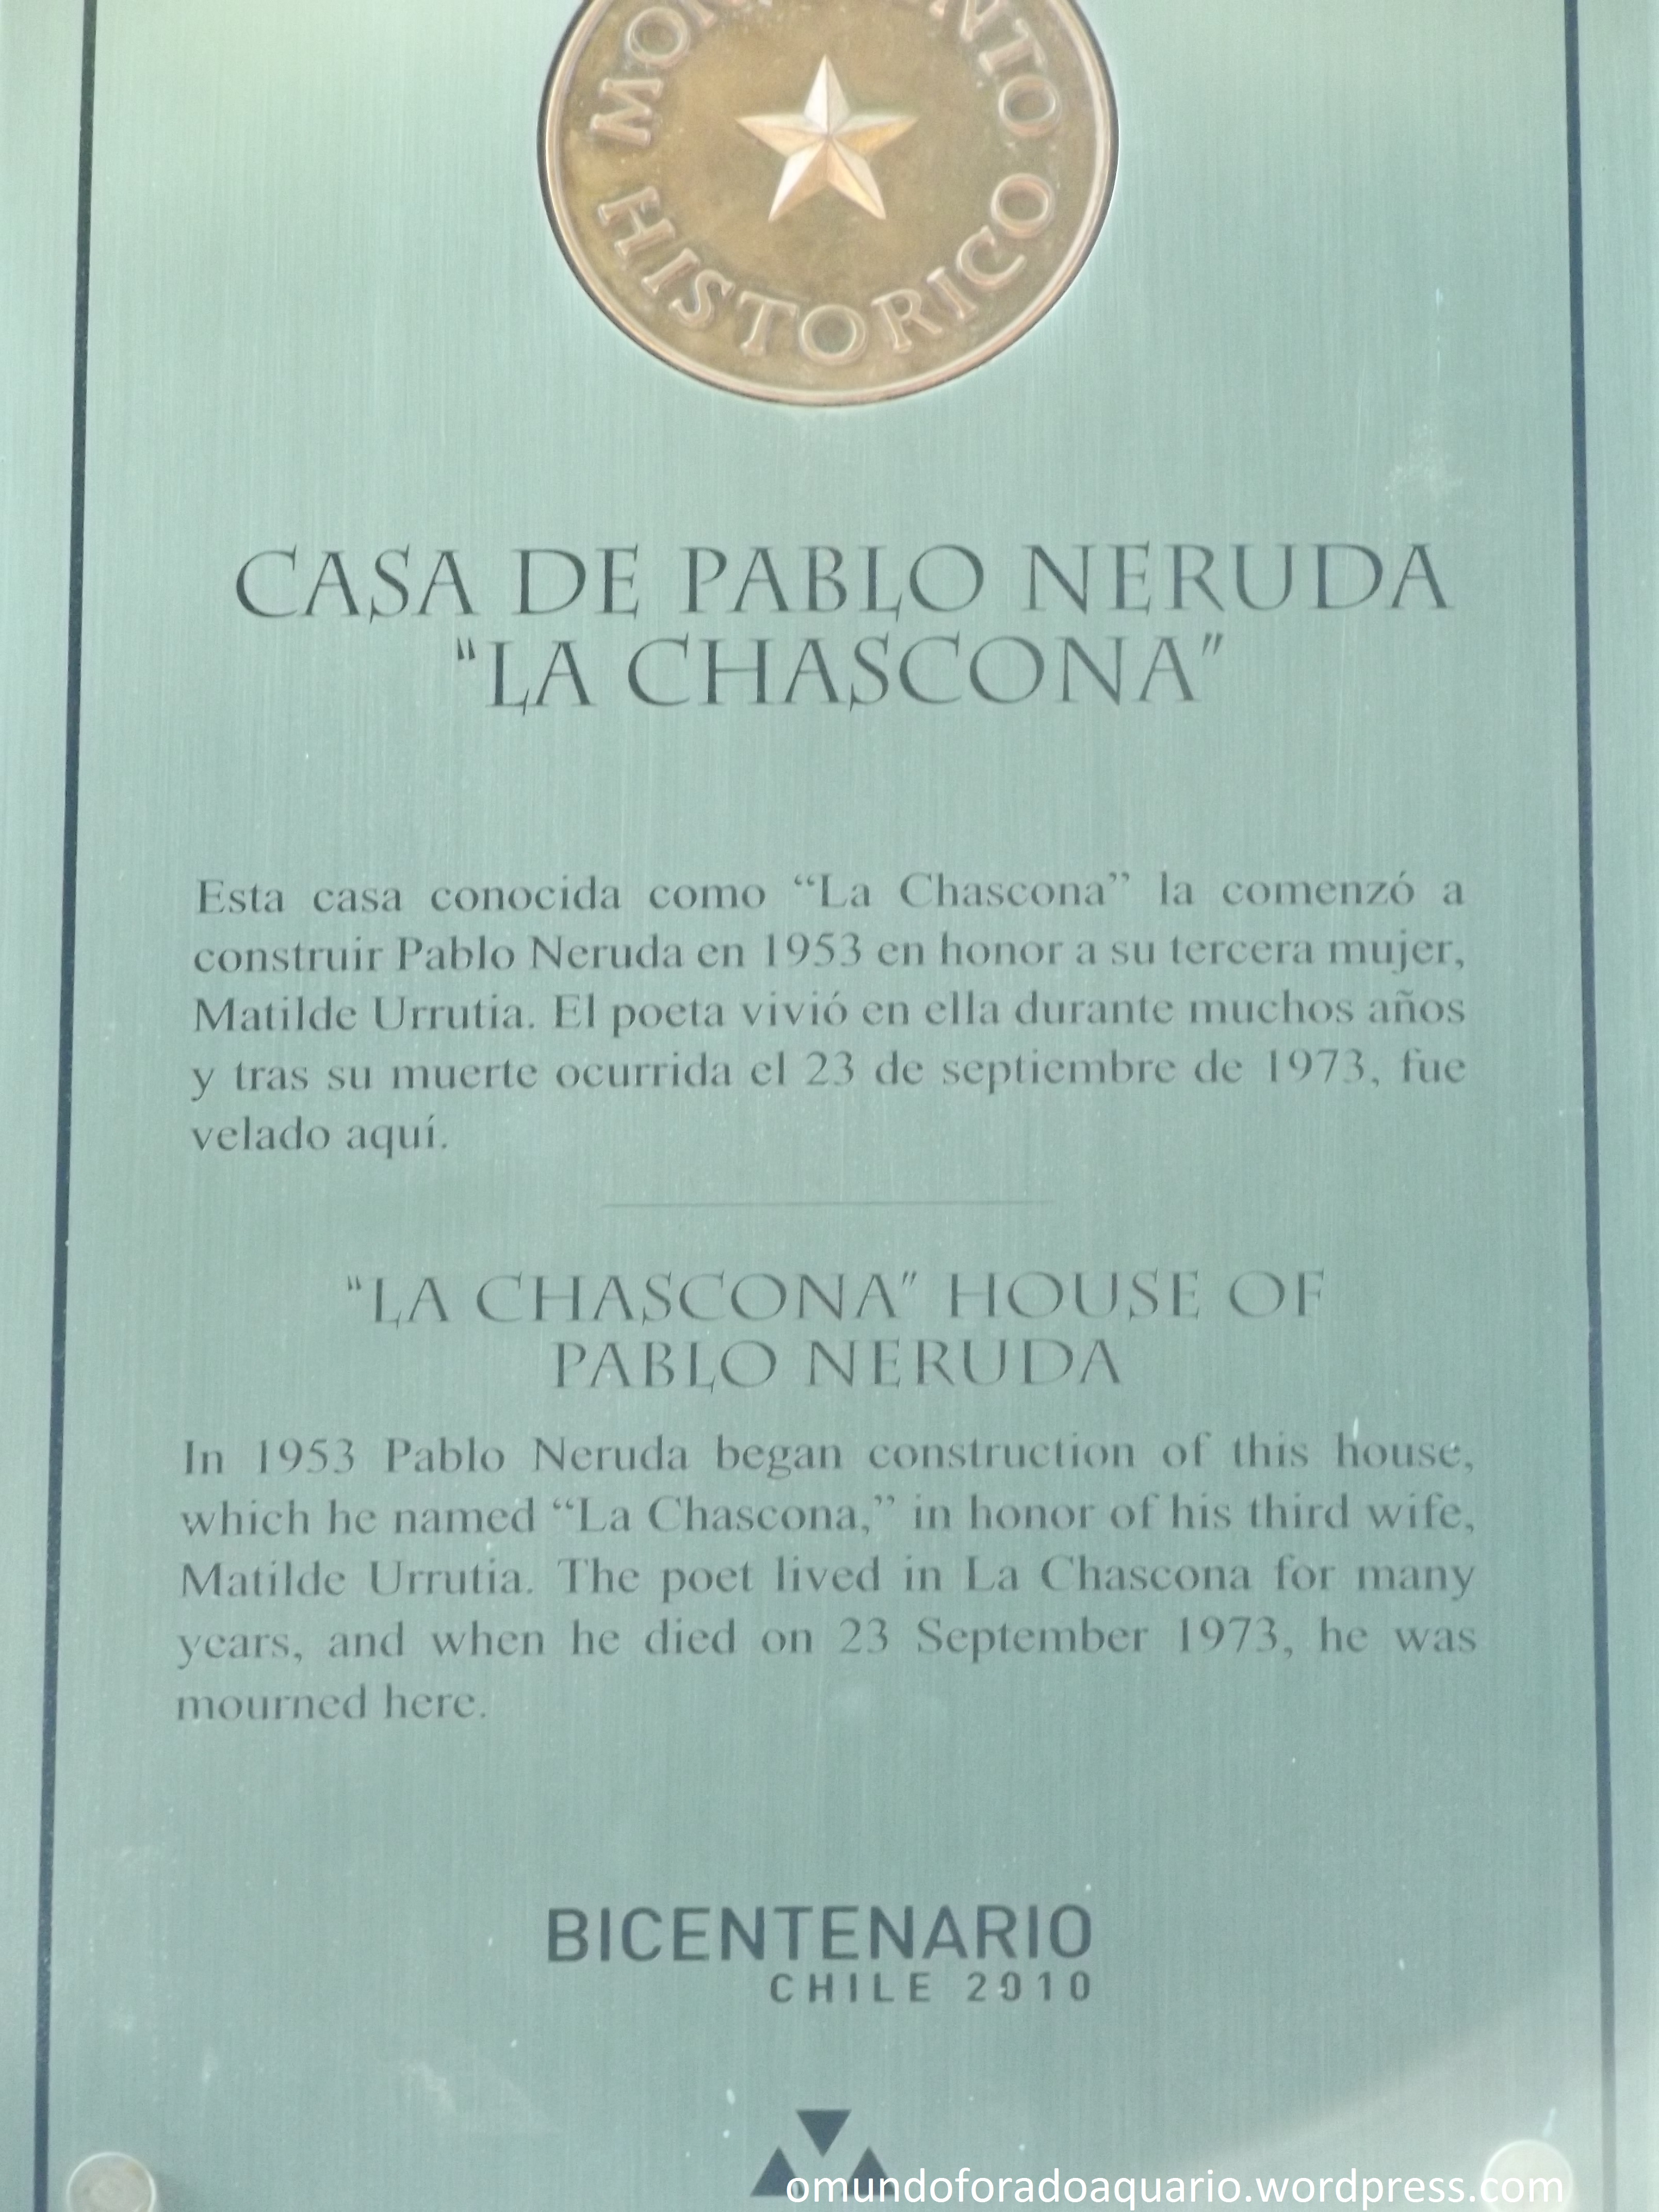 MONUMENTO
HISTORICO
CASA DE PABLO NERUDA
"LA CHASCONA"
Esta casa conocida como “La Chascona” la comenzó a
construir Pablo Neruda en 1953 en honor a su tercera mujer,
Matilde Urrutia. El poeta vivió en ella durante muchos años
y tras su muerte ocurrida el 23 de septiembre de 1973, fue
velado aquí.
"LA CHASCONA" HOUSE OF
PABLO NERUDA
In 1953 Pablo Neruda began construction of this house,
which he named “La Chascona,” in honor of his third wife,
Matilde Urrutia. The poet lived in La Chascona for many
years, and when he died on 23 September 1973, he was
mourned here.
BICENTENARIO
CHILE 2010
omundoforadoaquario.wordpress.com